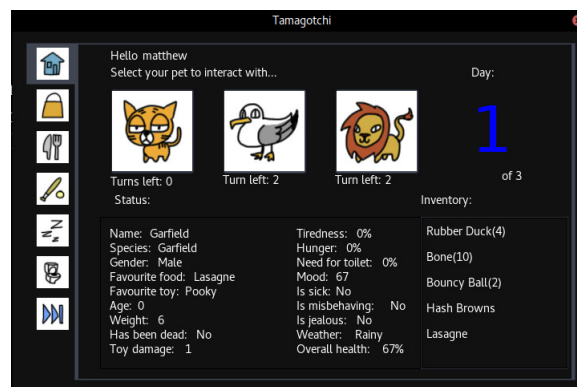 Tamagotchi
Hello matthew
Select your pet to interact with...
Day:
1
of 3
Turns left: 0
Turn left: 2
Turn left: 2
Status:
Name: Garfield
Species: Garfield
Gender: Male
Favourite food: Lasagne
Favourite toy: Pooky
Age: 0
Weight: 6
Has been dead: No
Toy damage: 1
Tiredness: 0%
Hunger: 0%
Need for toilet: 0%
Mood: 67
Is sick: No
Is misbehaving: No
Is jealous: No
Weather: Rainy
Overall health: 67%
Inventory:
Rubber Duck(4)
Bone(10)
Bouncy Ball(2)
Hash Browns
Lasagne
Z
Z
Z